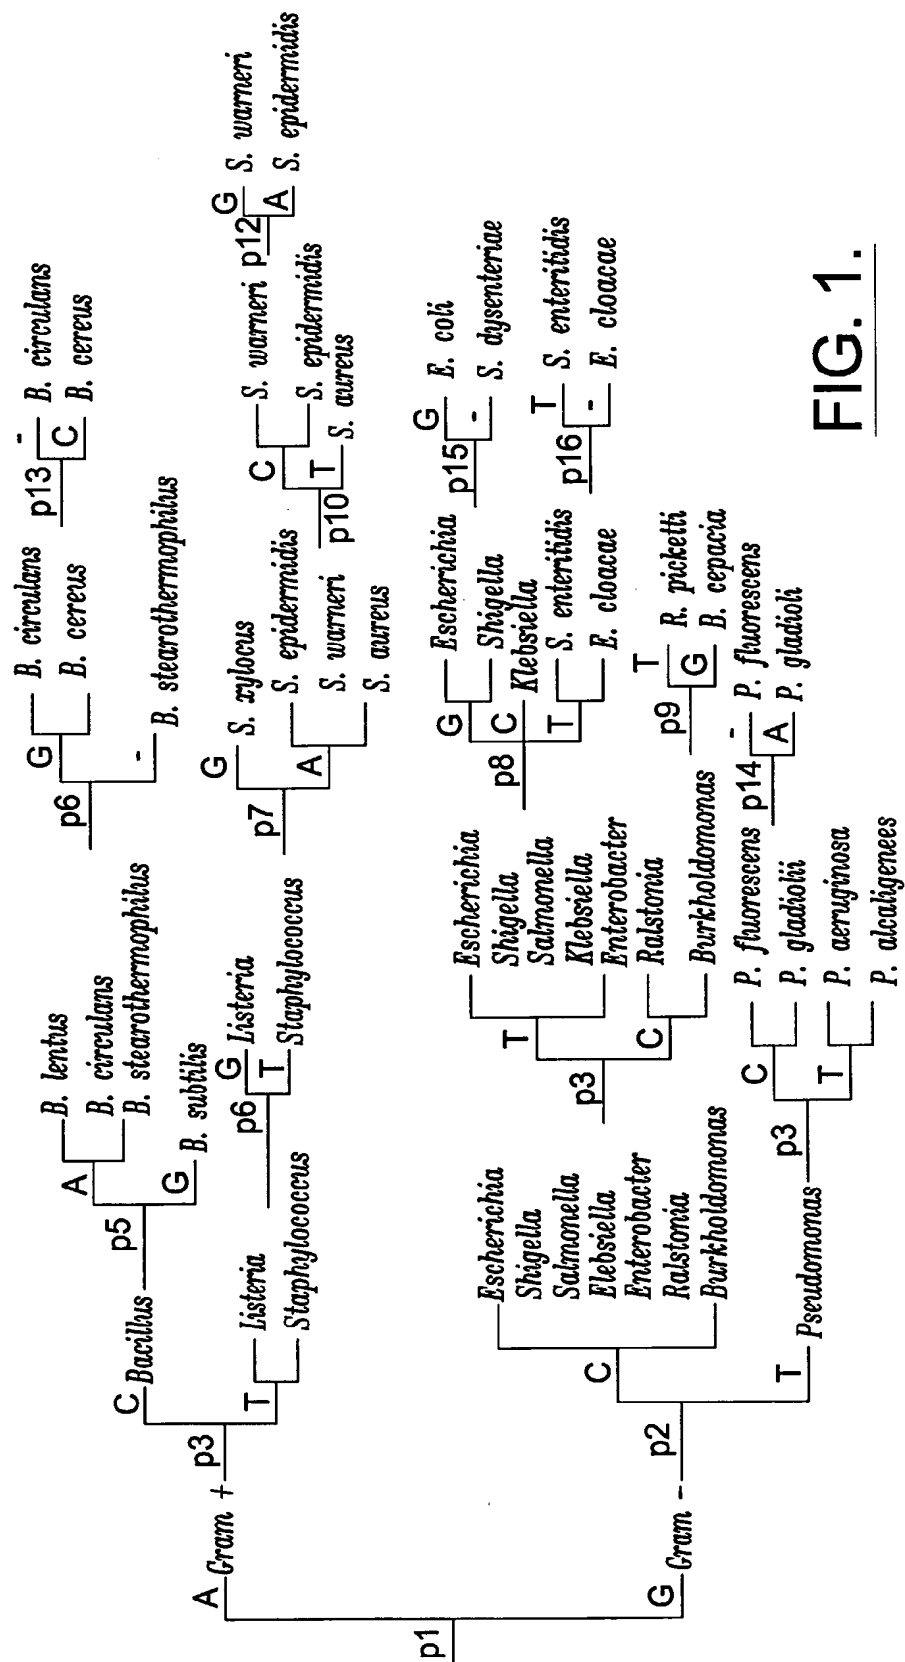 p1
A
Gram +
G
Gram -
p3
C
Bacillus
T
Listeria
Staphylococcus
p5
A
B. lentus
B. circulans
B. stearothermophilus
G
B. subtilis
p6
G
Listeria
T
Staphylococcus
p6
G
B. circulans
B. cereus
-
B. stearothermophilus
p13
-
B. circulans
C
B. cereus
p7
G
S. xylocus
A
S. epidermidis
S. warneri
S. aureus
p10
C
S. warneri
S. epidermidis
T
S. aureus
p12
G
S. warneri
A
S. epidermidis
p2
C
Escherichia
Shigella
Salmonella
Elebsiella
Enterobacter
Ralstonia
Burkholdomonas
T
Pseudomonas
p3
T
Escherichia
Shigella
Salmonella
Klebsiella
Enterobacter
C
Ralstonia
Burkholdomonas
p8
G
Escherichia
Shigella
C
Klebsiella
T
S. enteritidis
E. cloacae
p15
G
E. coli
-
S. dysenteriae
p16
T
S. enteritidis
-
E. cloacae
p9
T
R. picketti
G
B. cepacia
p3
C
P. fluorescens
P. gladiolii
T
P. aeruginosa
P. alcaligenees
p14
-
P. fluorescens
A
P. gladioli
FIG. 1.